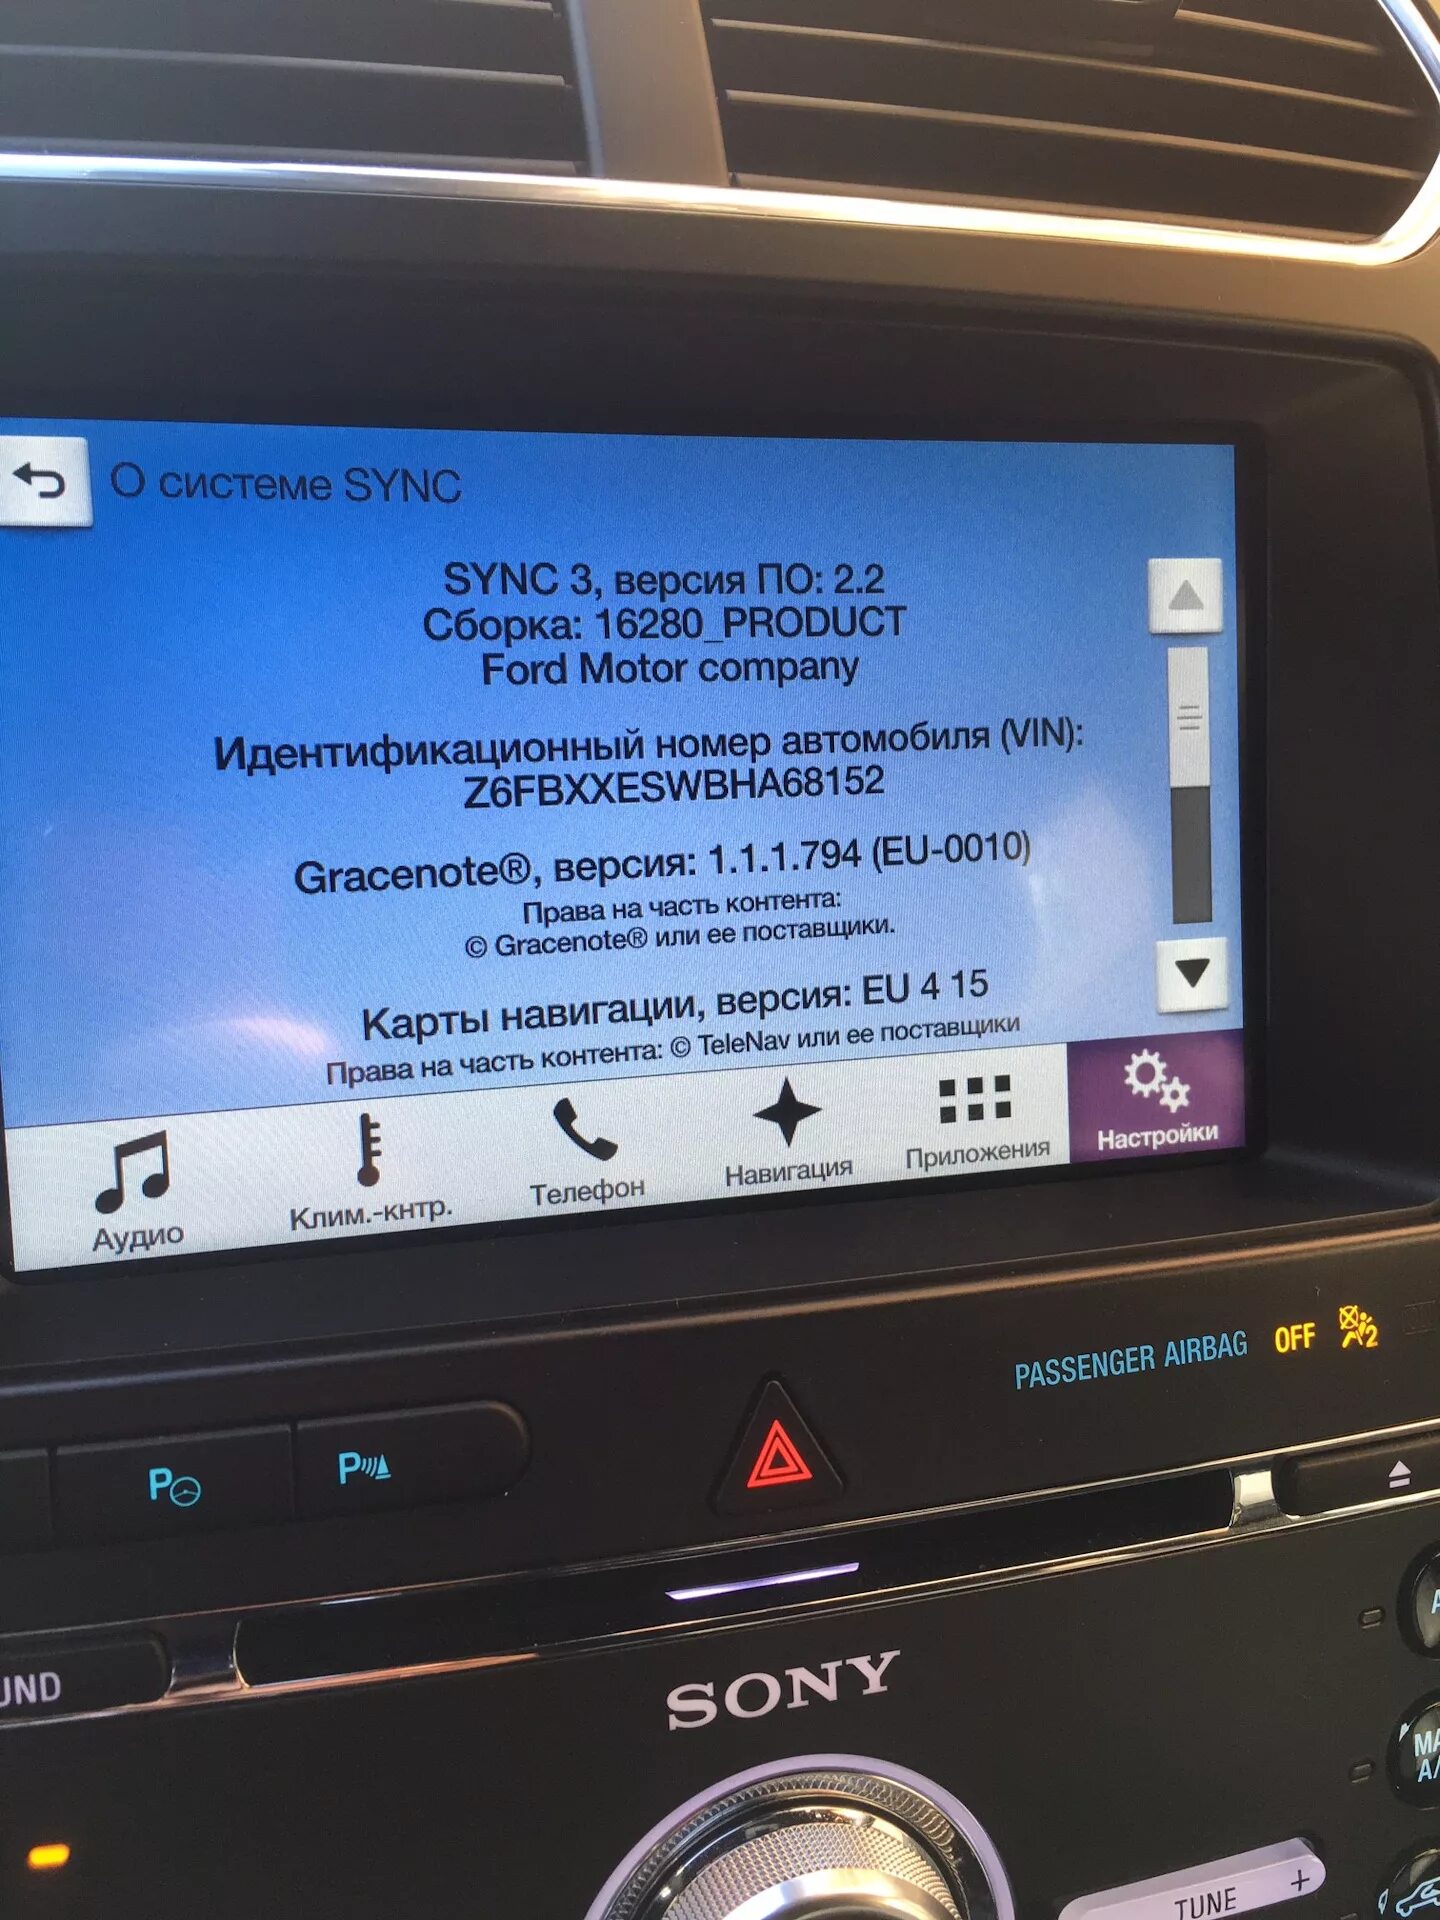 О системе SYNC
SYNC 3, версия ПО: 2.2
Сборка: 16280_PRODUCT
Ford Motor company
Идентификационный номер автомобиля (VIN):
Z6FBXXESWBHA68152
Gracenote®, версия: 1.1.1.794 (EU-0010)
Права на часть контента:
© Gracenote® или ее поставщики.
Карты навигации, версия: EU 4 15
Права на часть контента: © TeleNav или ее поставщики
Аудио
Клим.-кнтр.
Телефон
Навигация
Приложения
Настройки
PASSENGER AIRBAG OFF 2
P P
SONY
TUNE +